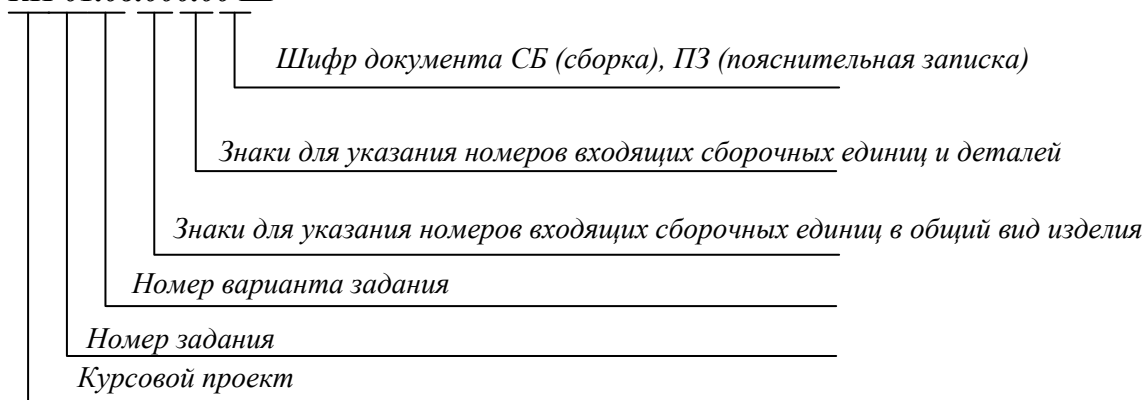 Шифр документа СБ (сборка), ПЗ (пояснительная записка)
Знаки для указания номеров входящих сборочных единиц и деталей
Знаки для указания номеров входящих сборочных единиц в общий вид изделия
Номер варианта задания
Номер задания
Курсовой проект